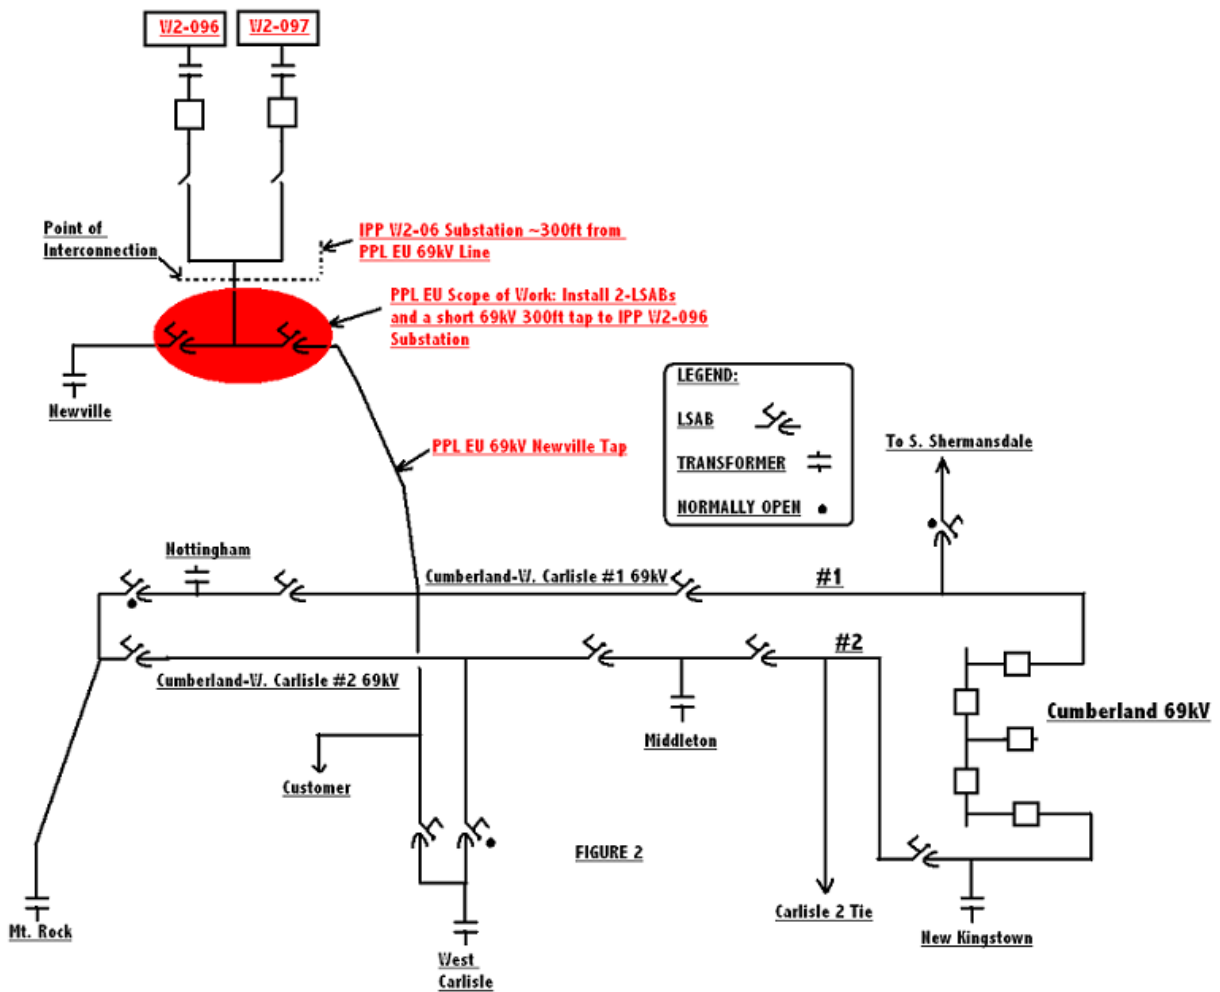 W2-096
W2-097
Point of
Interconnection
IPP W2-06 Substation ~300ft from
PPL EU 69kV Line
PPL EU Scope of Work: Install 2-LSABs
and a short 69kV 300ft tap to IPP W2-096
Substation
Newville
LEGEND:
LSAB
TRANSFORMER
NORMALLY OPEN
To S. Shermansdale
PPL EU 69kV Newville Tap
Nottingham
Cumberland-W. Carlisle #1 69kV
#1
#2
Cumberland-W. Carlisle #2 69kV
Cumberland 69kV
Middleton
Customer
FIGURE 2
Carlisle 2 Tie
New Kingstown
Mt. Rock
West
Carlisle